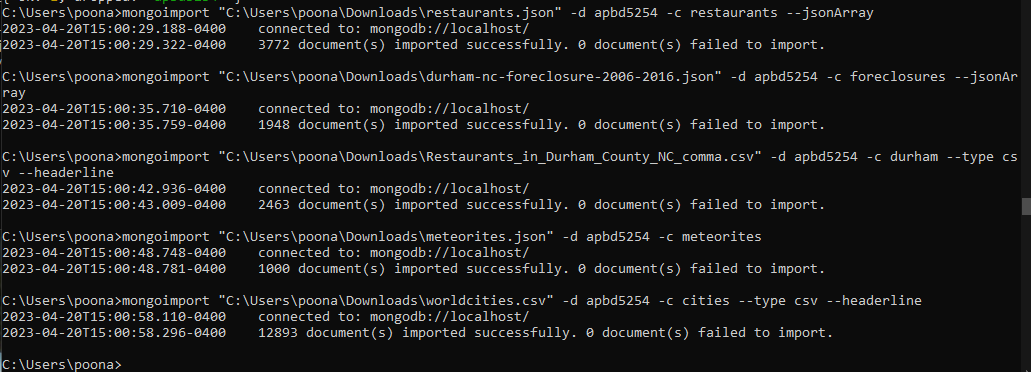 C:\Users\poona>mongoimport "C:\Users\poona\Downloads\restaurants.json" -d apbd5254 -c restaurants --jsonArray
2023-04-20T15:00:29.188-0400    connected to: mongodb://localhost/
2023-04-20T15:00:29.322-0400    3772 document(s) imported successfully. 0 document(s) failed to import.
C:\Users\poona>mongoimport "C:\Users\poona\Downloads\durham-nc-foreclosure-2006-2016.json" -d apbd5254 -c foreclosures --jsonAr
ray
2023-04-20T15:00:35.710-0400    connected to: mongodb://localhost/
2023-04-20T15:00:35.759-0400    1948 document(s) imported successfully. 0 document(s) failed to import.
C:\Users\poona>mongoimport "C:\Users\poona\Downloads\Restaurants_in_Durham_County_NC_comma.csv" -d apbd5254 -c durham --type cs
v --headerline
2023-04-20T15:00:42.936-0400    connected to: mongodb://localhost/
2023-04-20T15:00:43.009-0400    2463 document(s) imported successfully. 0 document(s) failed to import.
C:\Users\poona>mongoimport "C:\Users\poona\Downloads\meteorites.json" -d apbd5254 -c meteorites
2023-04-20T15:00:48.748-0400    connected to: mongodb://localhost/
2023-04-20T15:00:48.781-0400    1000 document(s) imported successfully. 0 document(s) failed to import.
C:\Users\poona>mongoimport "C:\Users\poona\Downloads\worldcities.csv" -d apbd5254 -c cities --type csv --headerline
2023-04-20T15:00:58.110-0400    connected to: mongodb://localhost/
2023-04-20T15:00:58.296-0400    12893 document(s) imported successfully. 0 document(s) failed to import.
C:\Users\poona>